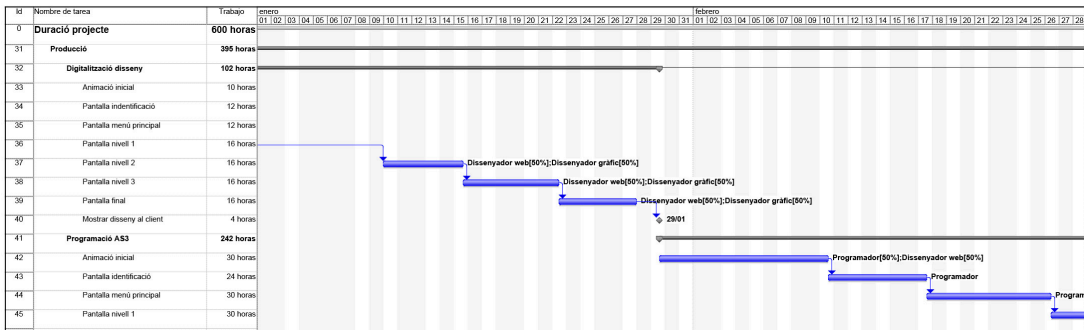 Id Nombre de tarea Trabajo enero febrero
01 02 03 04 05 06 07 08 09 10 11 12 13 14 15 16 17 18 19 20 21 22 23 24 25 26 27 28 29 30 31 01 02 03 04 05 06 07 08 09 10 11 12 13 14 15 16 17 18 19 20 21 22 23 24 25 26 27 28
0 Duració projecte 600 horas
31 Producció 395 horas
32 Digitalització disseny 102 horas
33 Animació inicial 10 horas
34 Pantalla indentificació 12 horas
35 Pantalla menú principal 12 horas
36 Pantalla nivell 1 16 horas
37 Pantalla nivell 2 16 horas Dissenyador web[50%];Dissenyador gràfic[50%]
38 Pantalla nivell 3 16 horas Dissenyador web[50%];Dissenyador gràfic[50%]
39 Pantalla final 16 horas Dissenyador web[50%];Dissenyador gràfic[50%]
40 Mostrar disseny al client 4 horas 29/01
41 Programació AS3 242 horas
42 Animació inicial 30 horas Programador[50%];Dissenyador web[50%]
43 Pantalla identificació 24 horas Programador
44 Pantalla menú principal 30 horas Program
45 Pantalla nivell 1 30 horas